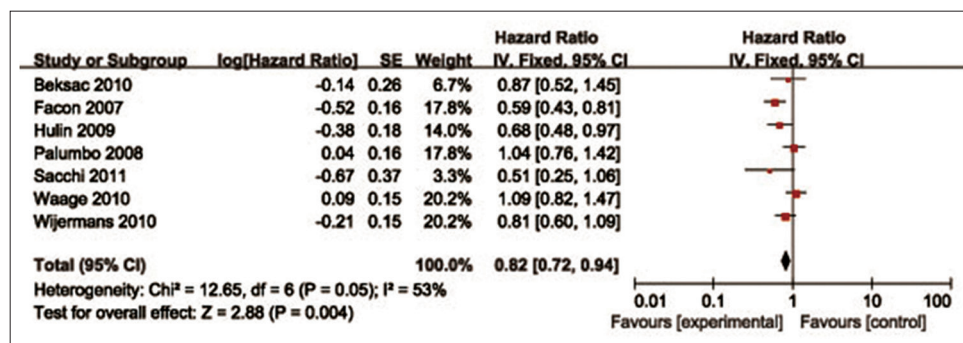 Hazard Ratio Hazard Ratio
Study or Subgroup log[Hazard Ratio] SE Weight IV, Fixed, 95% CI IV, Fixed, 95% CI
Beksac 2010 -0.14 0.26 6.7% 0.87 [0.52, 1.45]
Facon 2007 -0.52 0.16 17.8% 0.59 [0.43, 0.81]
Hulin 2009 -0.38 0.18 14.0% 0.68 [0.48, 0.97]
Palumbo 2008 0.04 0.16 17.8% 1.04 [0.76, 1.42]
Sacchi 2011 -0.67 0.37 3.3% 0.51 [0.25, 1.06]
Waage 2010 0.09 0.15 20.2% 1.09 [0.82, 1.47]
Wijermans 2010 -0.21 0.15 20.2% 0.81 [0.60, 1.09]
Total (95% CI) 100.0% 0.82 [0.72, 0.94]
Heterogeneity: Chi² = 12.65, df = 6 (P = 0.05); I² = 53%
Test for overall effect: Z = 2.88 (P = 0.004)
0.01 0.1 1 10 100
Favours [experimental] Favours [control]